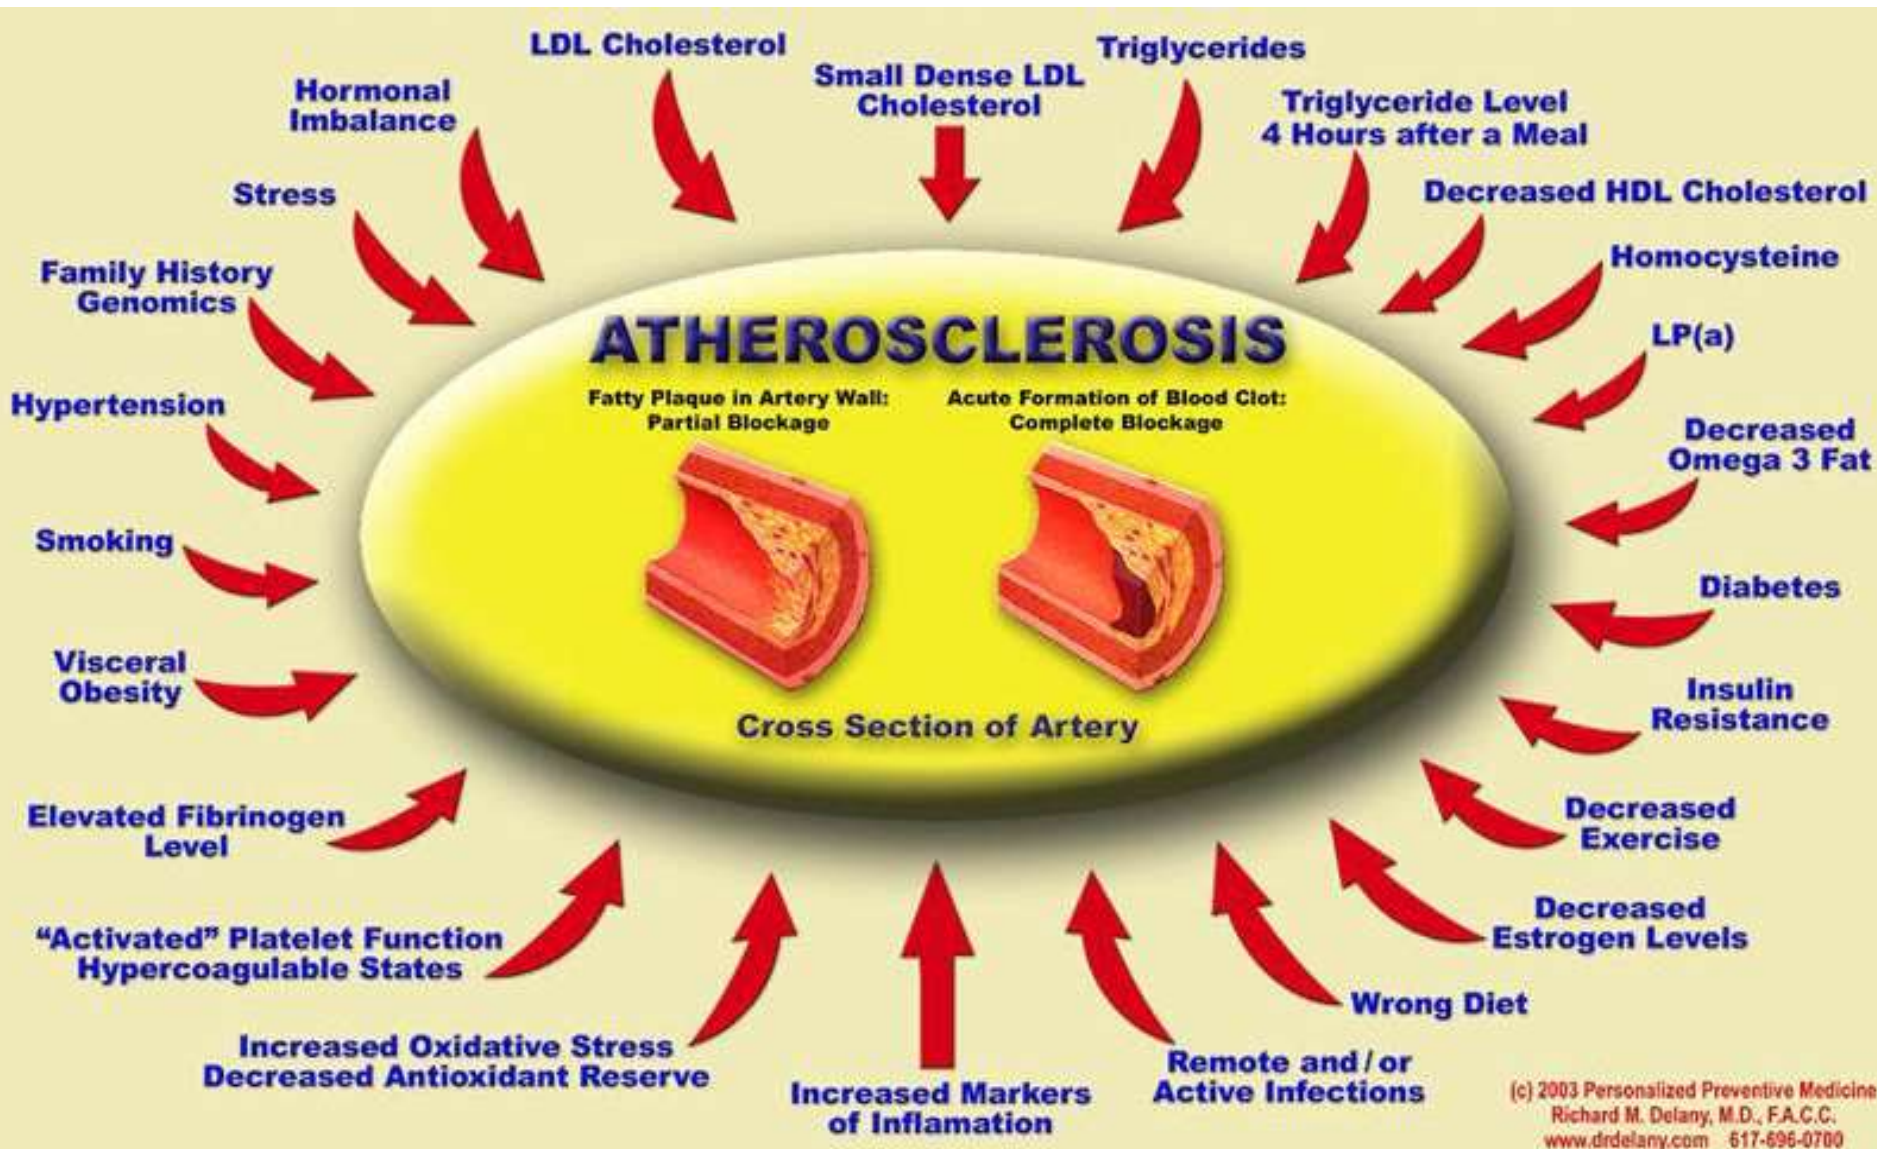 LDL Cholesterol
Small Dense LDL
Cholesterol
Triglycerides
Triglyceride Level
4 Hours after a Meal
Decreased HDL Cholesterol
Homocysteine
LP(a)
Decreased
Omega 3 Fat
Diabetes
Insulin
Resistance
Decreased
Exercise
Decreased
Estrogen Levels
Wrong Diet
Remote and/or
Active Infections
Increased Markers
of Inflamation
Increased Oxidative Stress
Decreased Antioxidant Reserve
“Activated” Platelet Function
Hypercoagulable States
Elevated Fibrinogen
Level
Visceral
Obesity
Smoking
Hypertension
Family History
Genomics
Stress
Hormonal
Imbalance
ATHEROSCLEROSIS
Fatty Plaque in Artery Wall:
Partial Blockage
Acute Formation of Blood Clot:
Complete Blockage
Cross Section of Artery
(c) 2003 Personalized Preventive Medicine
Richard M. Delany, M.D., F.A.C.C.
www.drdelany.com 617-696-0700